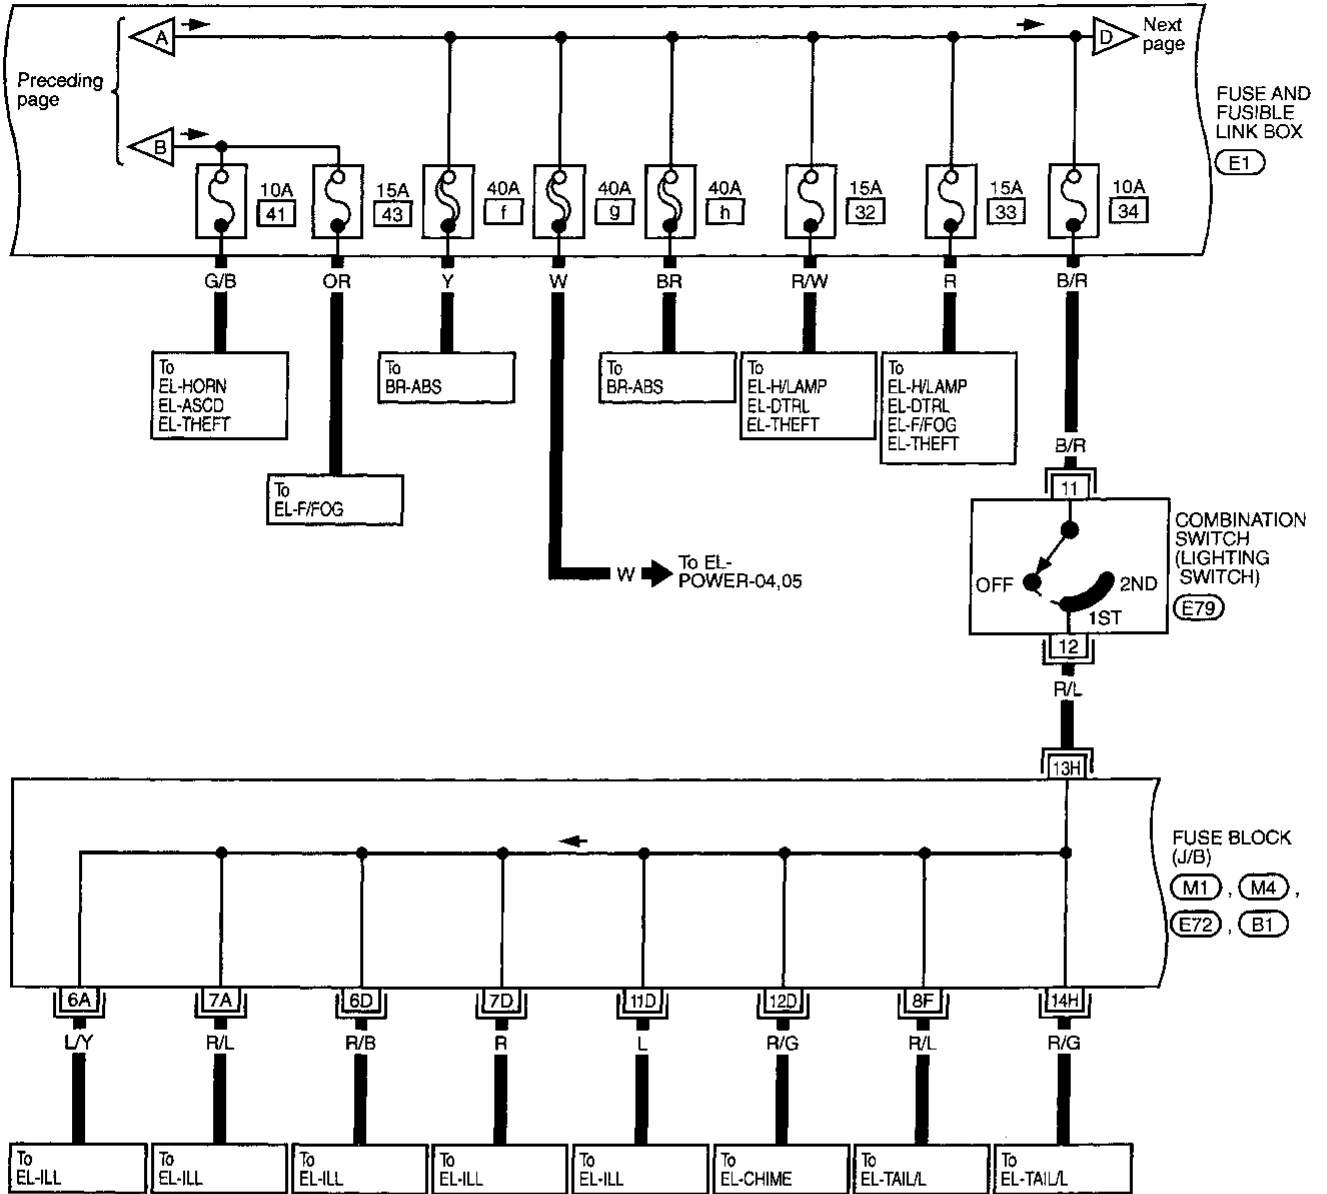 A
D
Next
page
Preceding
page
B
FUSE AND
FUSIBLE
LINK BOX
E1
10A
41
15A
43
40A
f
40A
g
40A
h
15A
32
15A
33
10A
34
G/B
OR
Y
W
BR
R/W
R
B/R
To
EL-HORN
EL-ASCD
EL-THEFT
To
BR-ABS
To
BR-ABS
To
EL-H/LAMP
EL-DTRL
EL-THEFT
To
EL-H/LAMP
EL-DTRL
EL-F/FOG
EL-THEFT
B/R
To
EL-F/FOG
11
W
To EL-
POWER-04,05
COMBINATION
SWITCH
(LIGHTING
SWITCH)
E79
OFF
2ND
1ST
12
R/L
13H
FUSE BLOCK
(J/B)
M1 , M4 ,
E72 , B1
6A
7A
6D
7D
11D
12D
8F
14H
L/Y
R/L
R/B
R
L
R/G
R/L
R/G
To
EL-ILL
To
EL-ILL
To
EL-ILL
To
EL-ILL
To
EL-ILL
To
EL-CHIME
To
EL-TAIL/L
To
EL-TAIL/L